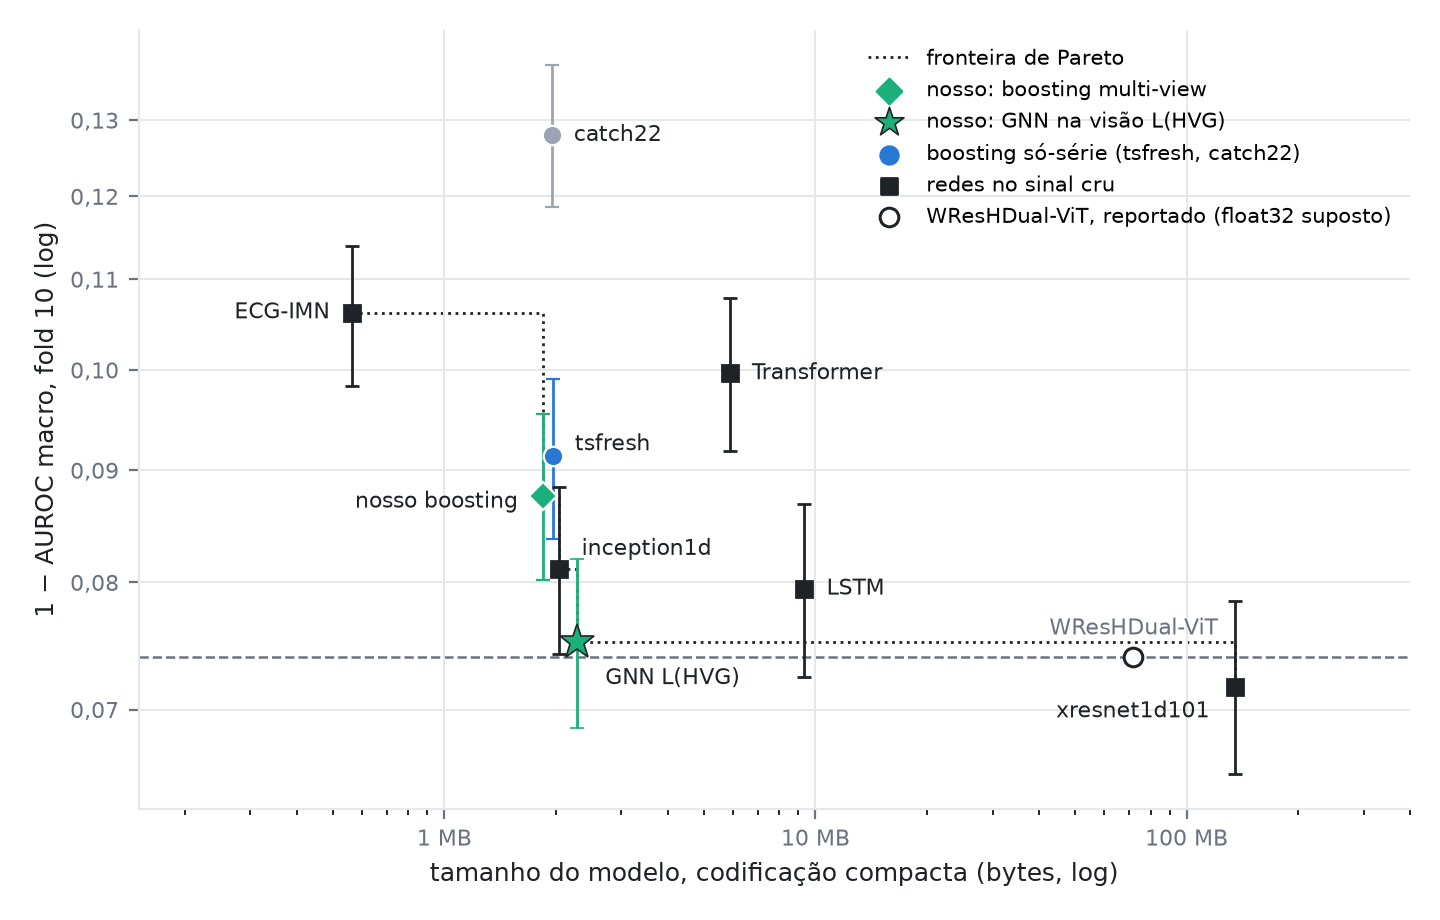 fronteira de Pareto
nosso: boosting multi-view
nosso: GNN na visão L(HVG)
boosting só-série (tsfresh, catch22)
redes no sinal cru
WResHDual-ViT, reportado (float32 suposto)
catch22
ECG-IMN
Transformer
tsfresh
nosso boosting
inception1d
LSTM
WResHDual-ViT
GNN L(HVG)
xresnet1d101
1 − AUROC macro, fold 10 (log)
0,13
0,12
0,11
0,10
0,09
0,08
0,07
1 MB
10 MB
100 MB
tamanho do modelo, codificação compacta (bytes, log)